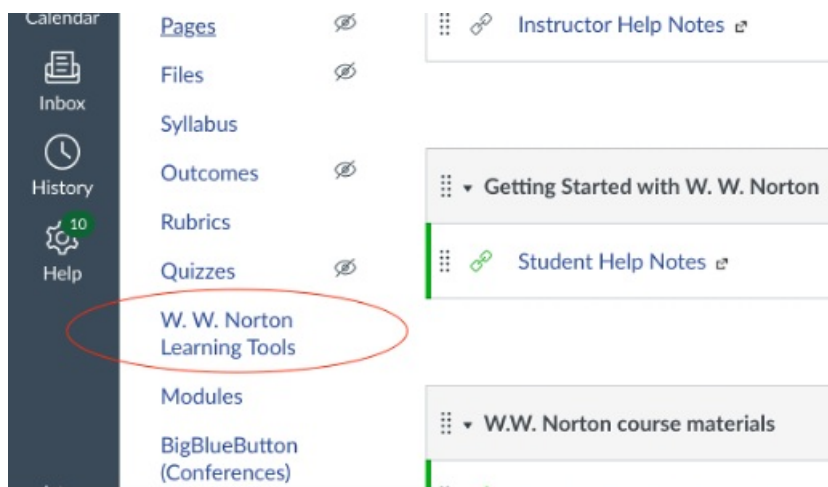 Calendar
Inbox
History
10
Help
Pages
Files
Syllabus
Outcomes
Rubrics
Quizzes
W. W. Norton
Learning Tools
Modules
BigBlueButton
(Conferences)
Instructor Help Notes
Getting Started with W. W. Norton
Student Help Notes
W.W. Norton course materials